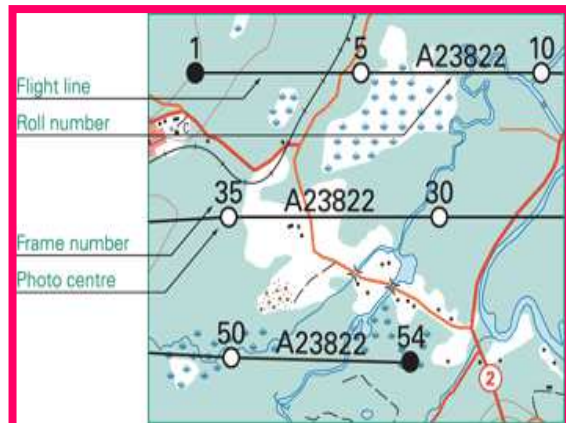 1 5 A23822 10
Flight line
Roll number
35 A23822 30
Frame number
Photo centre
50 A23822 54
2